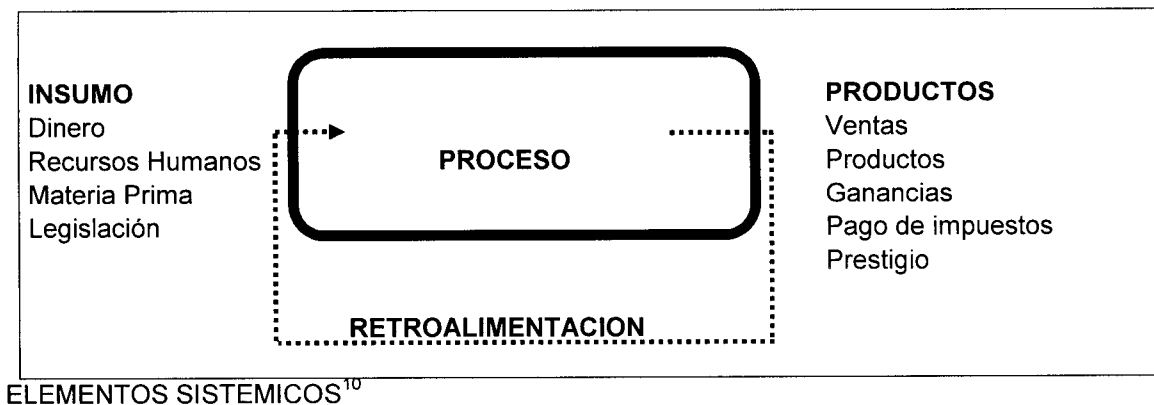 INSUMO
Dinero
Recursos Humanos
Materia Prima
Legislación
PROCESO
RETROALIMENTACION
PRODUCTOS
Ventas
Productos
Ganancias
Pago de impuestos
Prestigio
ELEMENTOS SISTEMICOS¹⁰